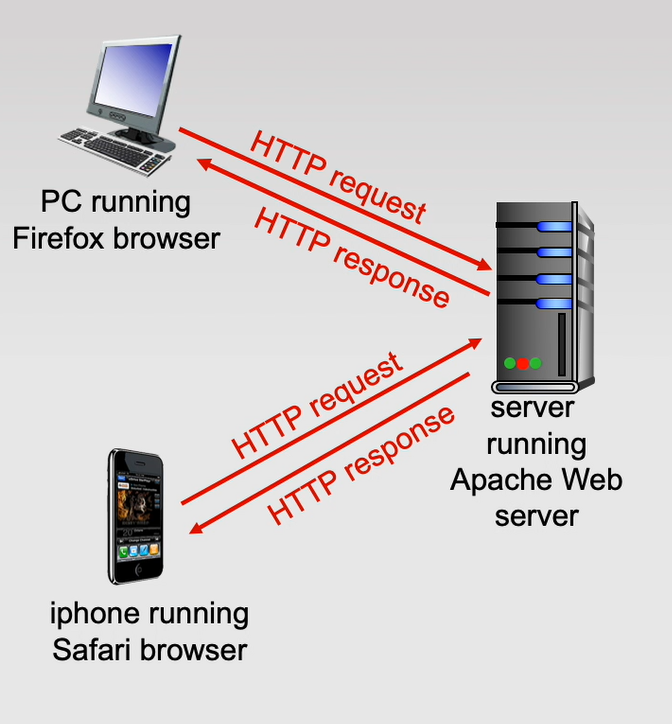 HTTP request
HTTP response
PC running
Firefox browser
HTTP request
HTTP response
server
running
Apache Web
server
iphone running
Safari browser